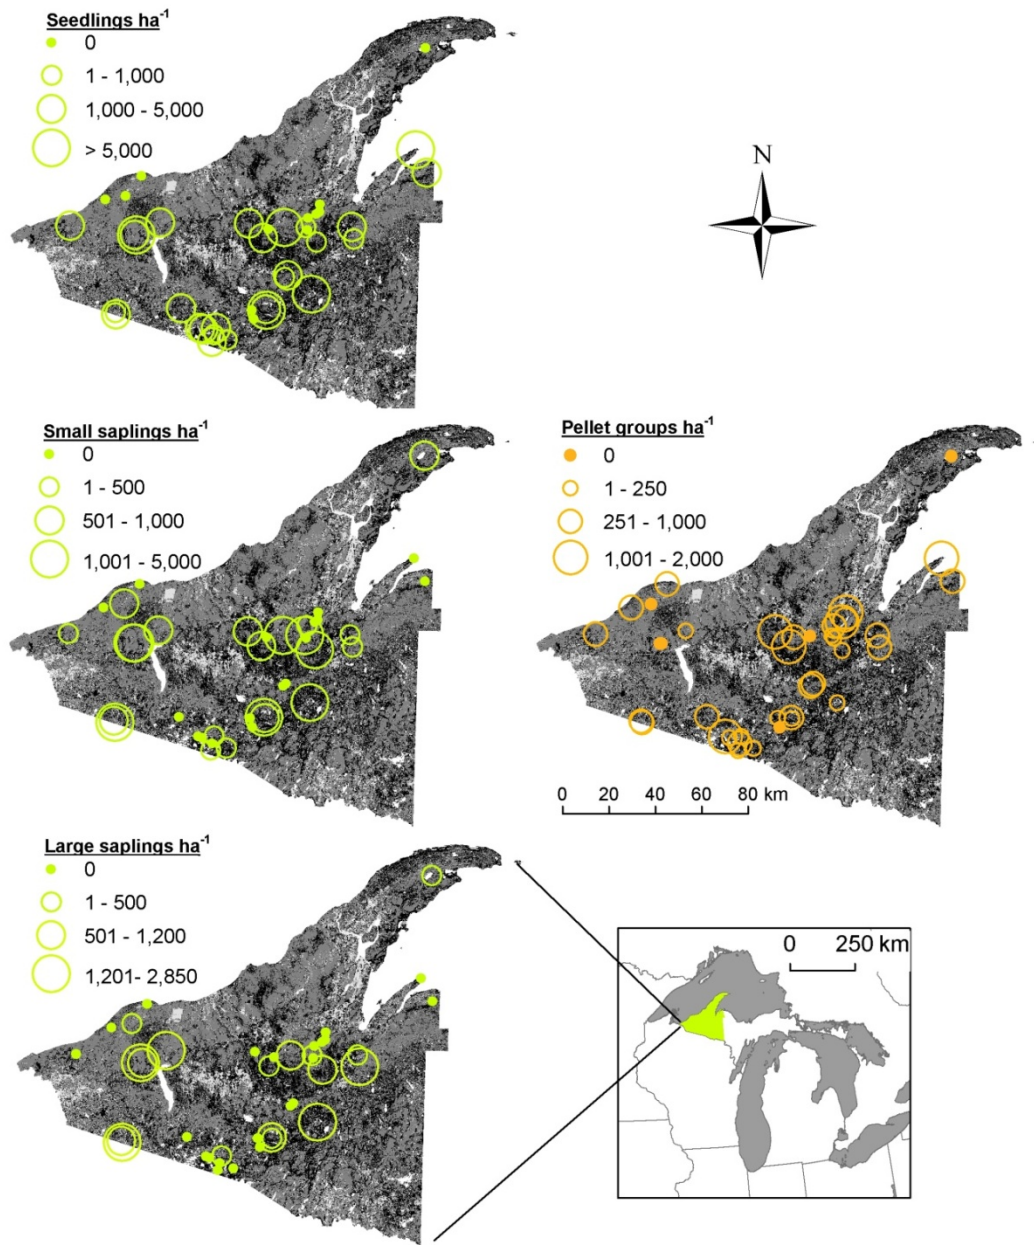 Seedlings ha-1
0
1 - 1,000
1,000 - 5,000
> 5,000
N
Small saplings ha-1
0
1 - 500
501 - 1,000
1,001 - 5,000
Pellet groups ha-1
0
1 - 250
251 - 1,000
1,001 - 2,000
0 20 40 60 80 km
Large saplings ha-1
0
1 - 500
501 - 1,200
1,201- 2,850
0 250 km